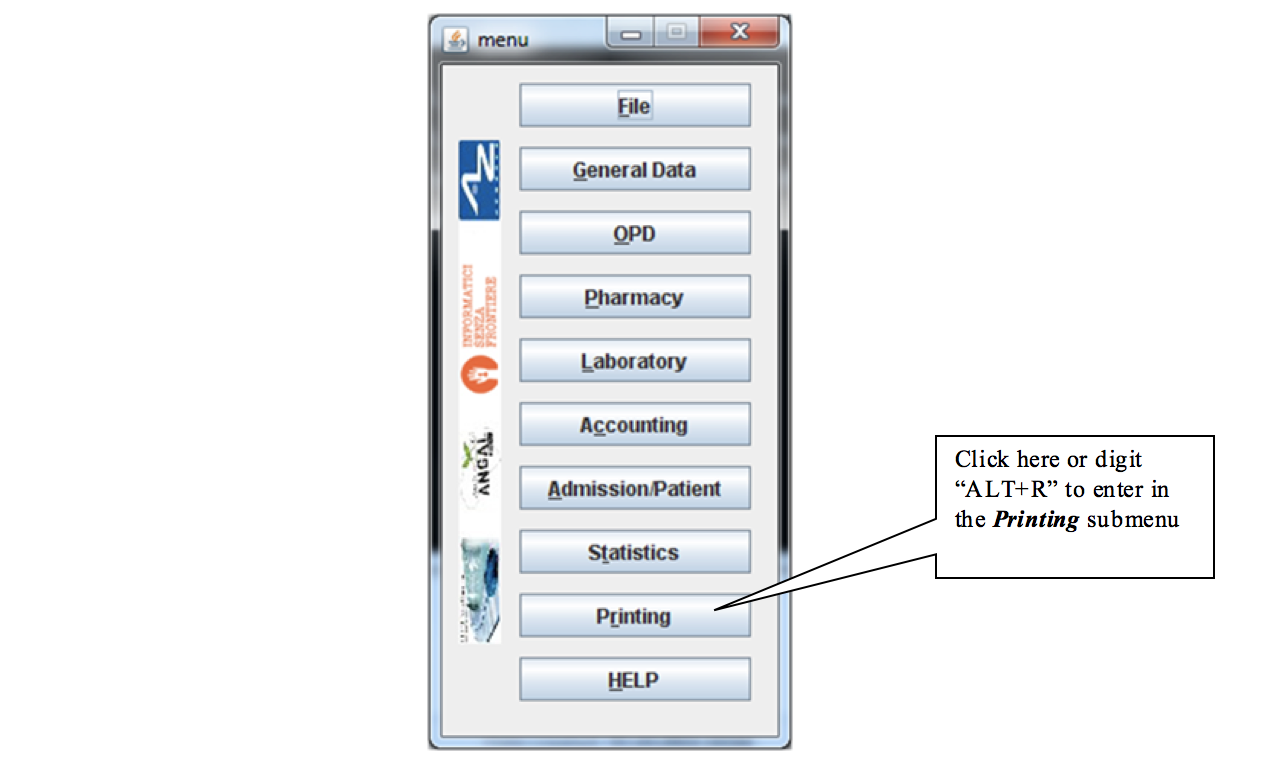 menu
File
General Data
OPD
Pharmacy
Laboratory
Accounting
Admission/Patient
Statistics
Printing
HELP
INFORMATICI
SENZA
FRONTIERE
ANGAL
Click here or digit
“ALT+R” to enter in
the Printing submenu